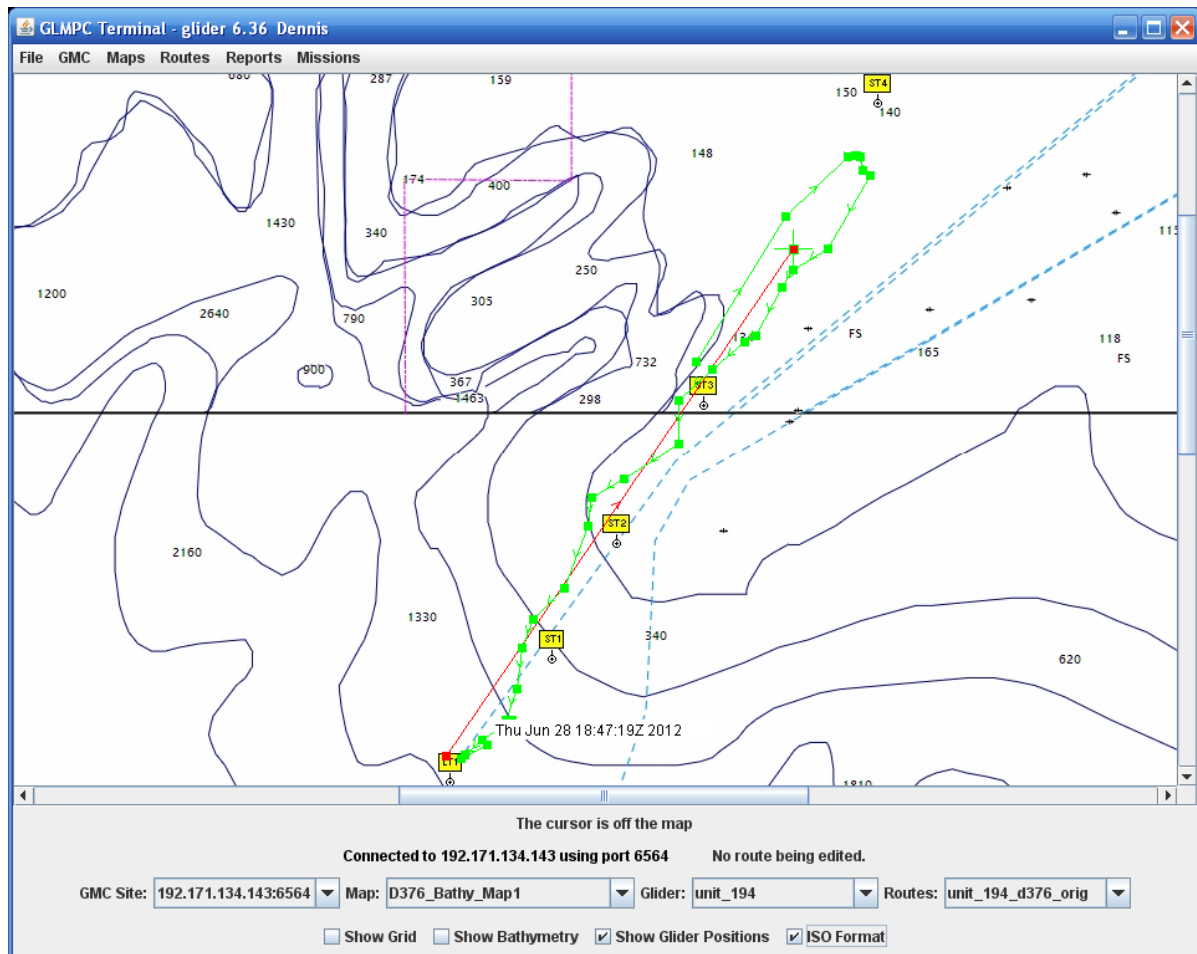 GLMPC Terminal - glider 6.36 Dennis
File GMC Maps Routes Reports Missions
680 287 159 ST4
150 140
148
174 400
1430 340
115
250
1200 305
2640 790
FS 118
165 FS
900 732
367 ST3
1463 298
ST2
2160
1330 ST1 340
620
Thu Jun 28 18:47:19Z 2012
1810
The cursor is off the map
Connected to 192.171.134.143 using port 6564 No route being edited.
GMC Site: 192.171.134.143:6564 Map: D376_Bathy_Map1 Glider: unit_194 Routes: unit_194_d376_orig
Show Grid Show Bathymetry Show Glider Positions ISO Format